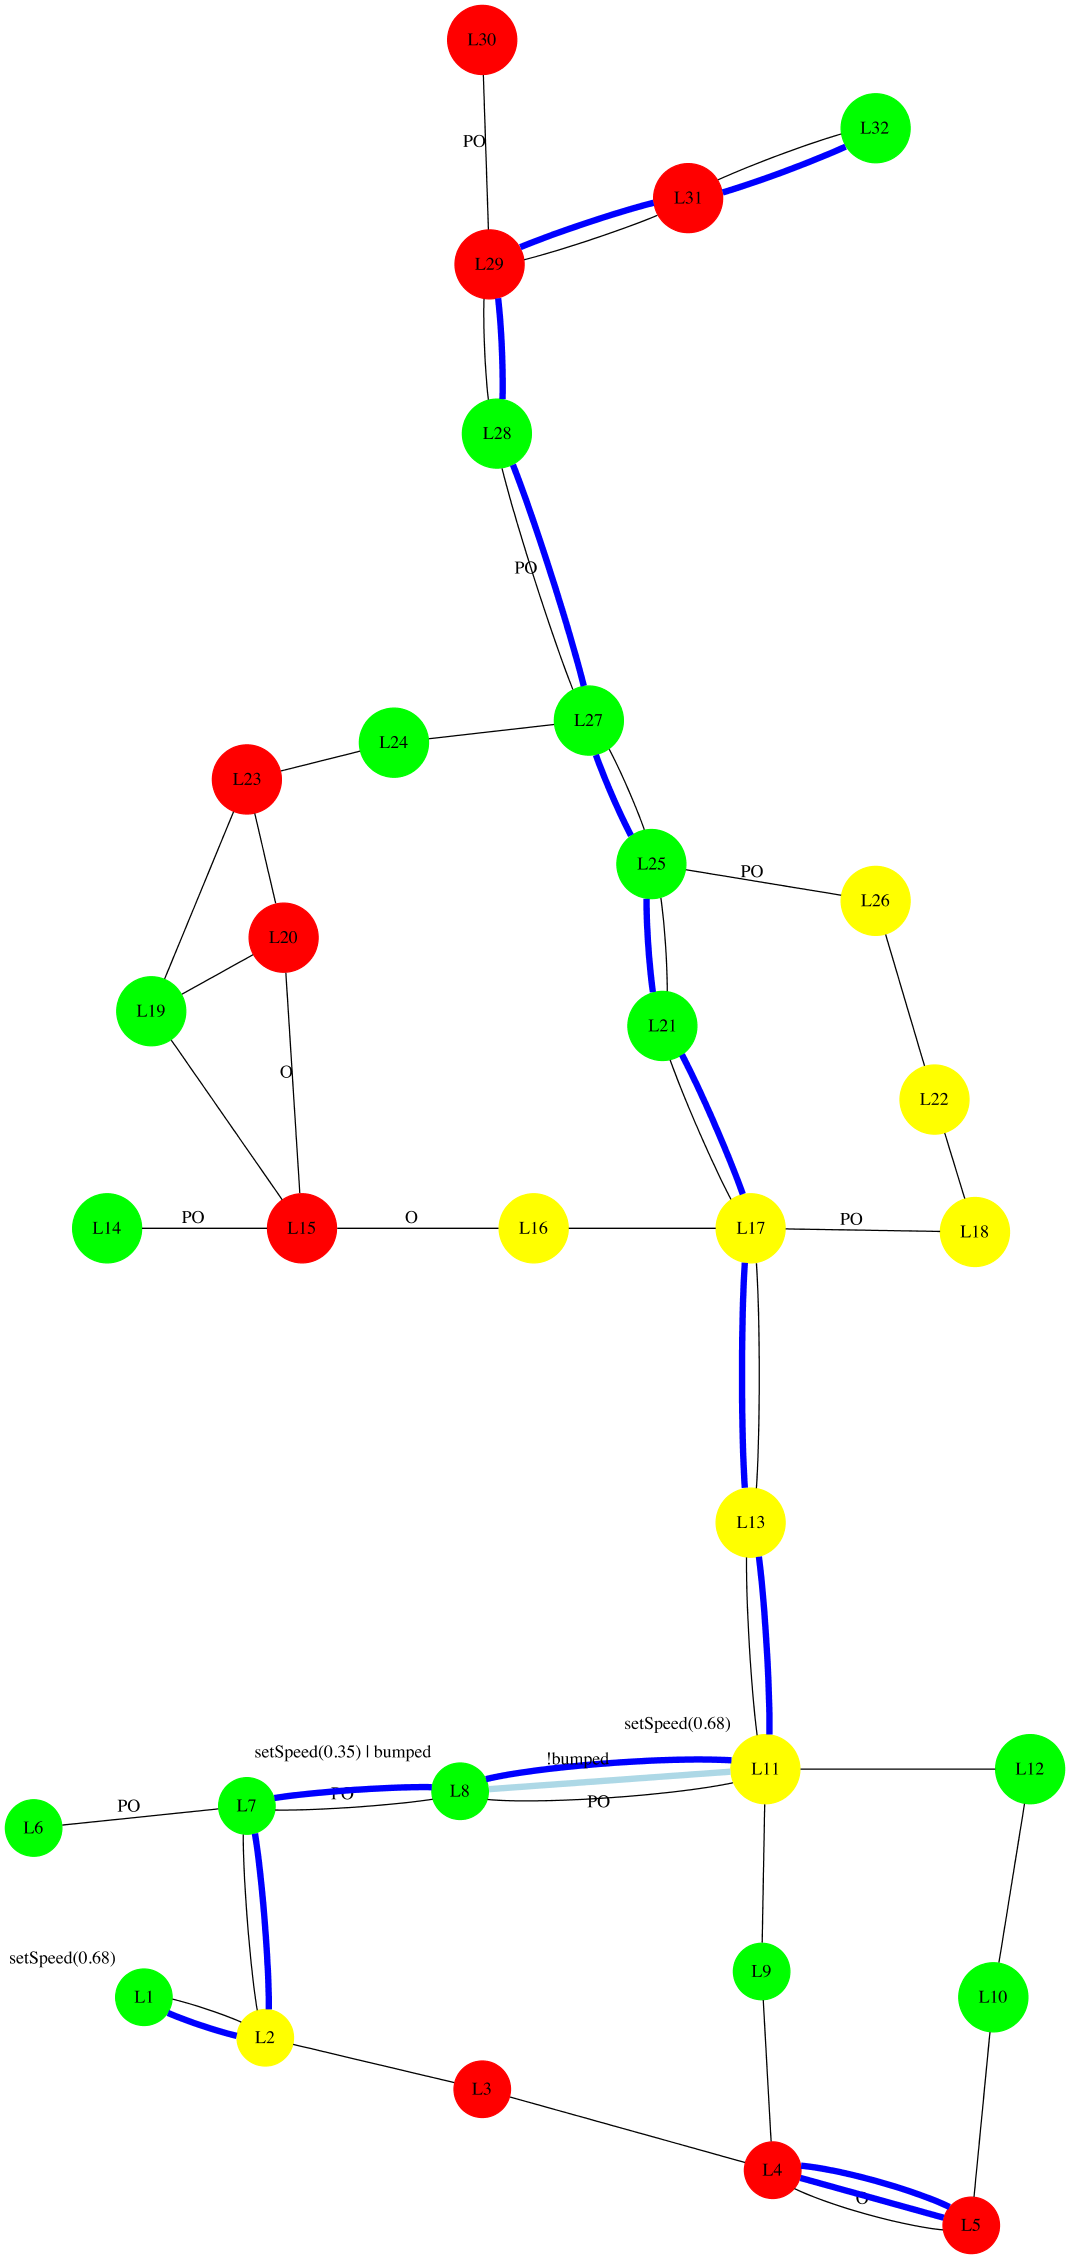 L30
L32
PO
L31
L29
L28
PO
L27
L24
L23
L25
PO
L26
L20
L19
L21
O
L22
L14
PO
L15
O
L16
L17
PO
L18
L13
setSpeed(0.68)
setSpeed(0.35) | bumped
!bumped
L11
L12
L8
PO
PO
L7
PO
L6
setSpeed(0.68)
L9
L1
L10
L2
L3
L4
O
L5